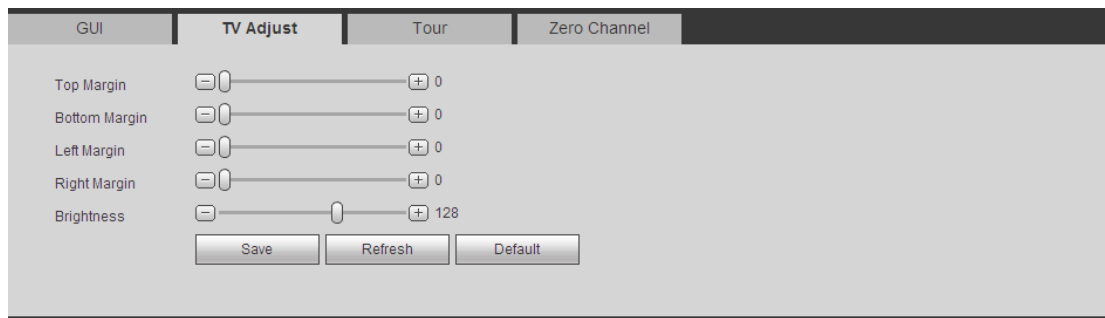 GUI TV Adjust Tour Zero Channel
Top Margin 0
Bottom Margin 0
Left Margin 0
Right Margin 0
Brightness 128
Save Refresh Default